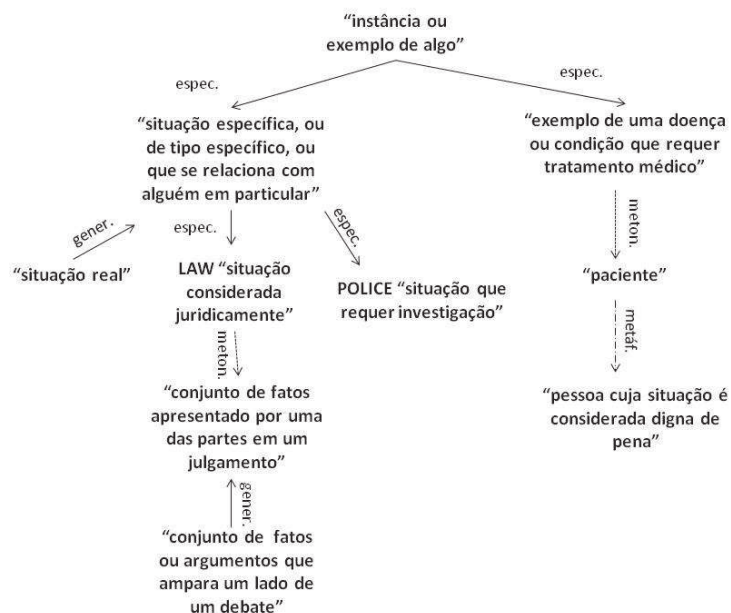 “instância ou
exemplo de algo”
espec.
espec.
“situação específica, ou
de tipo específico, ou
que se relaciona com
alguém em particular”
“exemplo de uma doença
ou condição que requer
tratamento médico”
gener.
espec.
espec.
meton.
“situação real”
LAW “situação
considerada
juridicamente”
POLICE “situação que
requer investigação”
“paciente”
meton.
metáf.
“conjunto de fatos
apresentado por uma
das partes em um
julgamento”
“pessoa cuja situação é
considerada digna de
pena”
gener.
“conjunto de fatos
ou argumentos que
ampara um lado de
um debate”